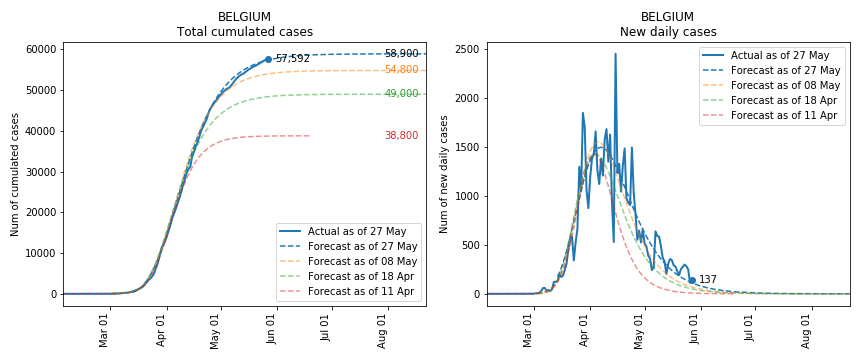 BELGIUM
Total cumulated cases
Num of cumulated cases
60000
50000
40000
30000
20000
10000
0
57,592
58,900
54,800
49,000
38,800
Actual as of 27 May
Forecast as of 27 May
Forecast as of 08 May
Forecast as of 18 Apr
Forecast as of 11 Apr
Mar 01
Apr 01
May 01
Jun 01
Jul 01
Aug 01
BELGIUM
New daily cases
Num of new daily cases
2500
2000
1500
1000
500
0
Actual as of 27 May
Forecast as of 27 May
Forecast as of 08 May
Forecast as of 18 Apr
Forecast as of 11 Apr
137
Mar 01
Apr 01
May 01
Jun 01
Jul 01
Aug 01